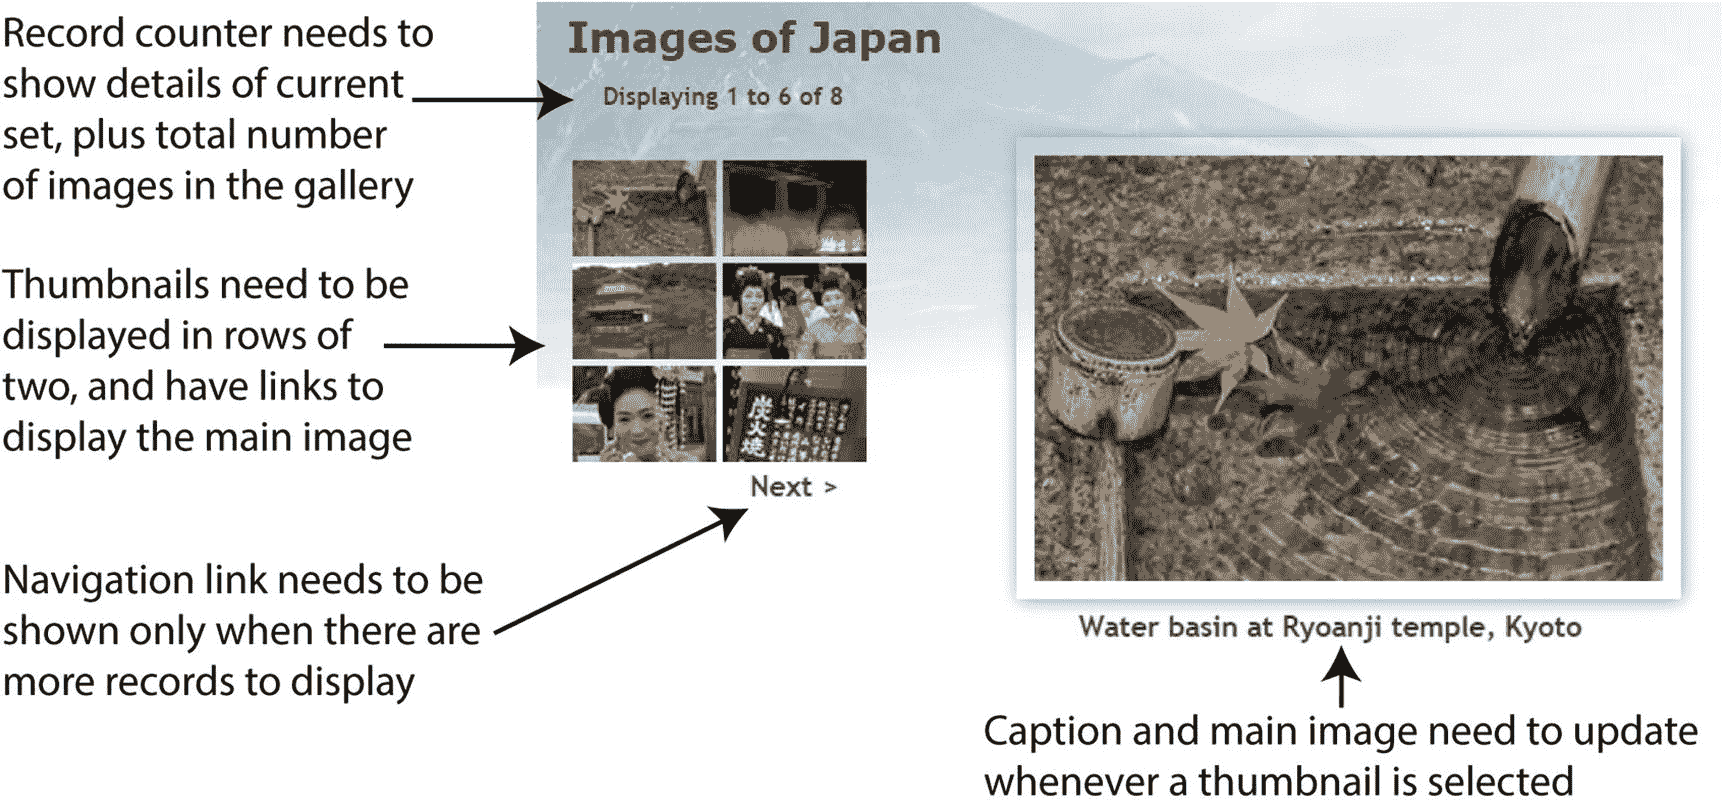 Record counter needs to
show details of current
set, plus total number
of images in the gallery
Images of Japan
Displaying 1 to 6 of 8
Thumbnails need to be
displayed in rows of
two, and have links to
display the main image
Next >
Navigation link needs to be
shown only when there are
more records to display
Water basin at Ryoanji temple, Kyoto
Caption and main image need to update
whenever a thumbnail is selected